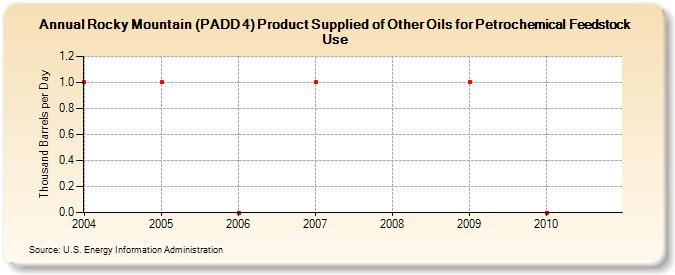 Annual Rocky Mountain (PADD 4) Product Supplied of Other Oils for Petrochemical Feedstock
Use
Thousand Barrels per Day
1.2
1.0
0.8
0.6
0.4
0.2
0.0
2004 2005 2006 2007 2008 2009 2010
Source: U.S. Energy Information Administration